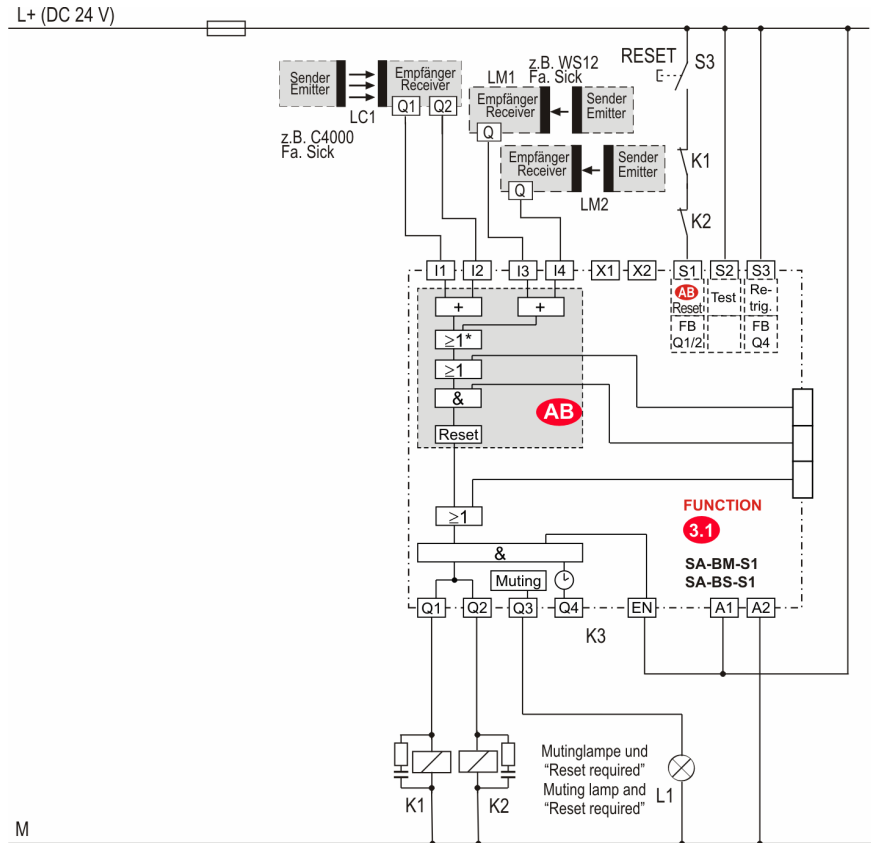 L+ (DC 24 V)
RESET
S3
Sender
Emitter
Empfänger
Receiver
Q1
Q2
LC1
z.B. C4000
Fa. Sick
LM1
z.B. WS12
Fa. Sick
Empfänger
Receiver
Sender
Emitter
Q
Empfänger
Receiver
Sender
Emitter
Q
LM2
K1
K2
I1
I2
I3
I4
X1
X2
S1
S2
S3
AB
Reset
Test
Re-
trig.
FB
Q1/2
FB
Q4
+
+
≥1*
≥1
&
AB
Reset
≥1
FUNCTION
3.1
SA-BM-S1
SA-BS-S1
&
Muting
Q1
Q2
Q3
Q4
EN
A1
A2
K3
K1
K2
Mutinglampe und
“Reset required”
Muting lamp and
“Reset required”
L1
M